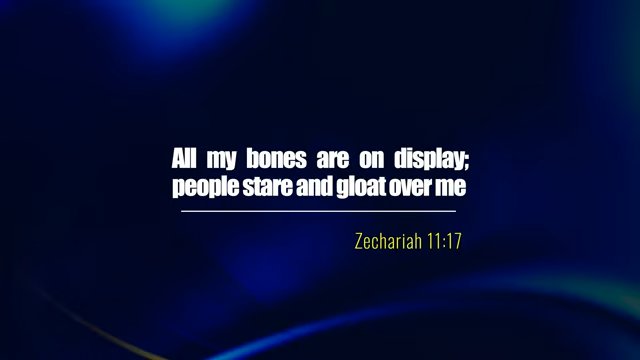 All my bones are on display;
people stare and gloat over me
Zechariah 11:17